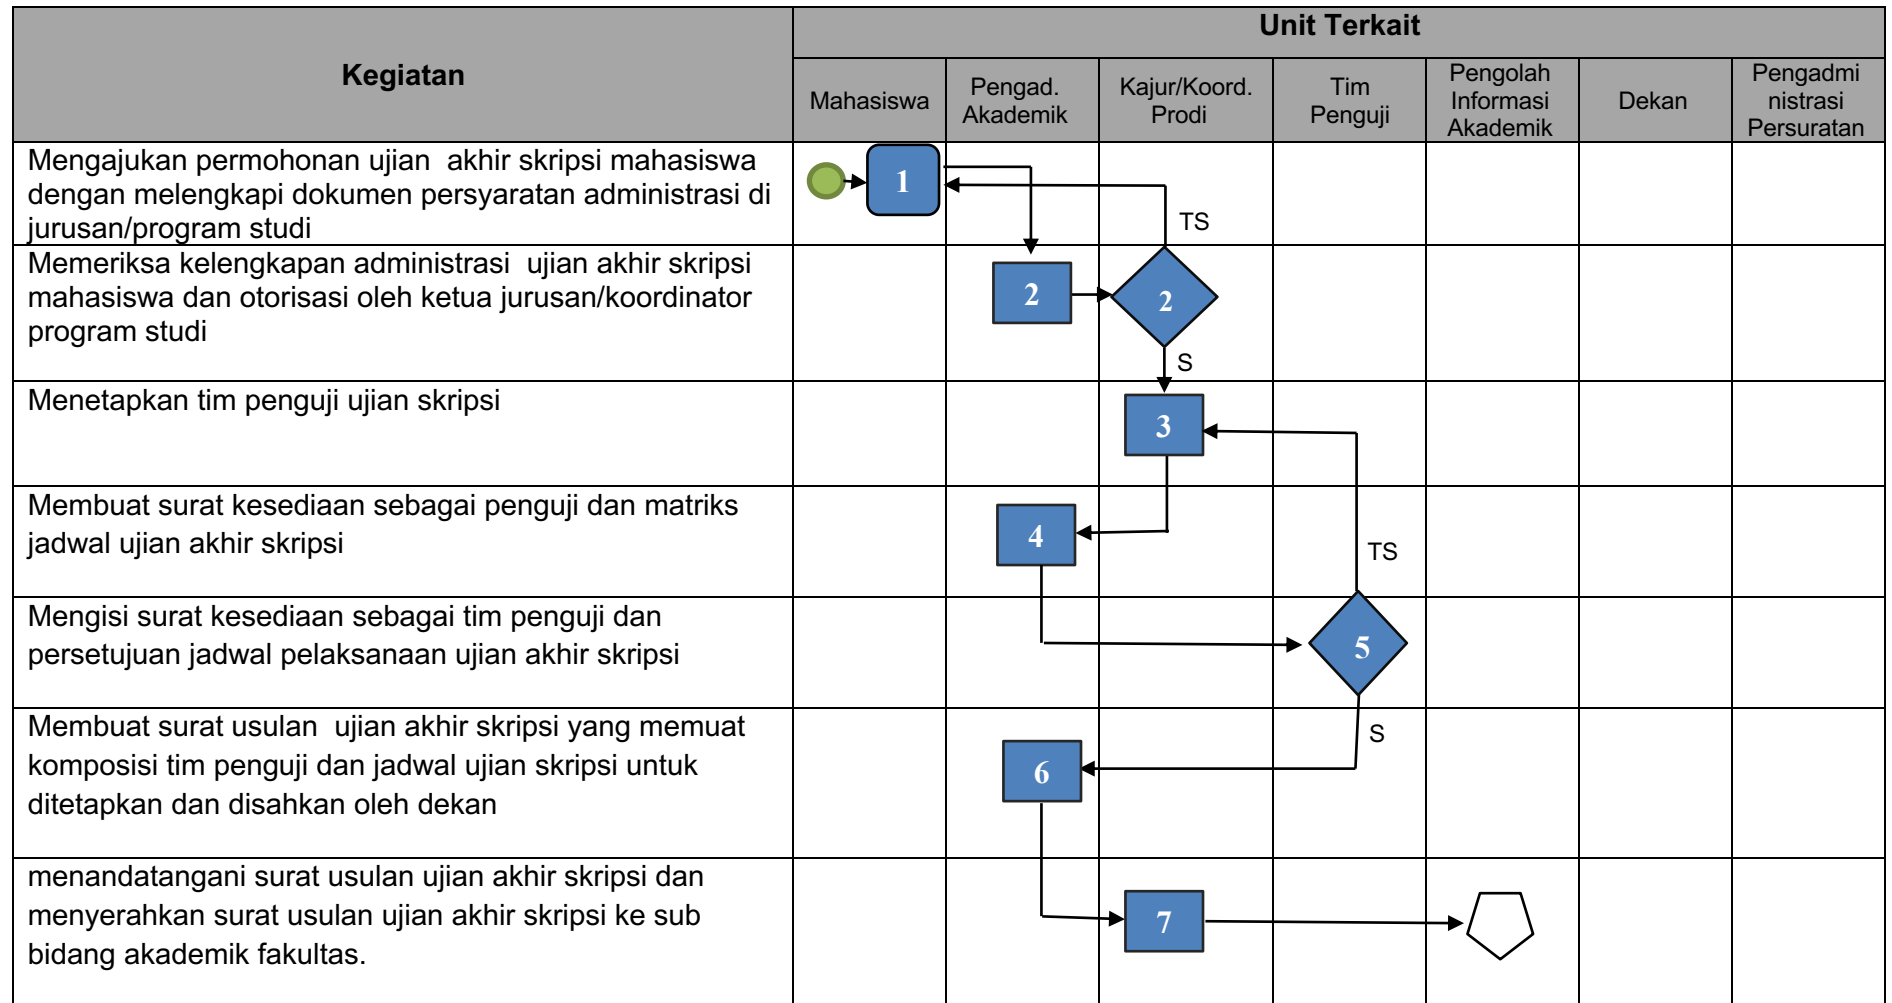 Kegiatan
Unit Terkait
Mahasiswa
Pengad.
Akademik
Kajur/Koord.
Prodi
Tim
Penguji
Pengolah
Informasi
Akademik
Dekan
Pengadmi
nistrasi
Persuratan
Mengajukan permohonan ujian  akhir skripsi mahasiswa
dengan melengkapi dokumen persyaratan administrasi di
jurusan/program studi
1
TS
Memeriksa kelengkapan administrasi  ujian akhir skripsi
mahasiswa dan otorisasi oleh ketua jurusan/koordinator
program studi
2
2
S
Menetapkan tim penguji ujian skripsi
3
Membuat surat kesediaan sebagai penguji dan matriks
jadwal ujian akhir skripsi
4
TS
Mengisi surat kesediaan sebagai tim penguji dan
persetujuan jadwal pelaksanaan ujian akhir skripsi
5
Membuat surat usulan  ujian akhir skripsi yang memuat
komposisi tim penguji dan jadwal ujian skripsi untuk
ditetapkan dan disahkan oleh dekan
6
S
menandatangani surat usulan ujian akhir skripsi dan
menyerahkan surat usulan ujian akhir skripsi ke sub
bidang akademik fakultas.
7